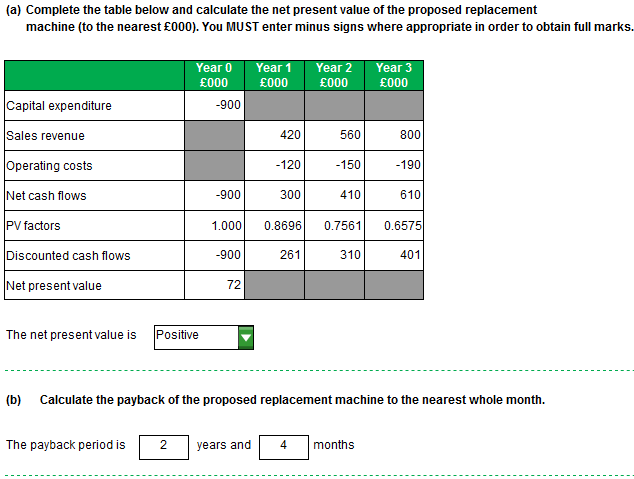 (a) Complete the table below and calculate the net present value of the proposed replacement
machine (to the nearest £000). You MUST enter minus signs where appropriate in order to obtain full marks.
Year 0 Year 1 Year 2 Year 3
£000 £000 £000 £000
Capital expenditure -900
Sales revenue 420 560 800
Operating costs -120 -150 -190
Net cash flows -900 300 410 610
PV factors 1.000 0.8696 0.7561 0.6575
Discounted cash flows -900 261 310 401
Net present value 72
The net present value is Positive
(b) Calculate the payback of the proposed replacement machine to the nearest whole month.
The payback period is 2 years and 4 months